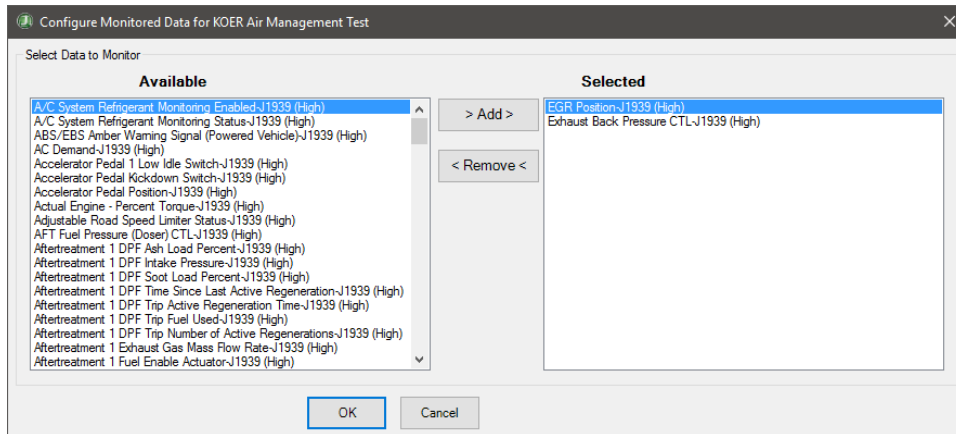 Configure Monitored Data for KOER Air Management Test
Select Data to Monitor
Available
A/C System Refrigerant Monitoring Enabled-J1939 (High)
A/C System Refrigerant Monitoring Status-J1939 (High)
ABS/EBS Amber Warning Signal (Powered Vehicle)-J1939 (High)
AC Demand-J1939 (High)
Accelerator Pedal 1 Low Idle Switch-J1939 (High)
Accelerator Pedal Kickdown Switch-J1939 (High)
Accelerator Pedal Position-J1939 (High)
Actual Engine - Percent Torque-J1939 (High)
Adjustable Road Speed Limiter Status-J1939 (High)
AFT Fuel Pressure (Doser) CTL-J1939 (High)
Aftertreatment 1 DPF Ash Load Percent-J1939 (High)
Aftertreatment 1 DPF Intake Pressure-J1939 (High)
Aftertreatment 1 DPF Soot Load Percent-J1939 (High)
Aftertreatment 1 DPF Time Since Last Active Regeneration-J1939 (High)
Aftertreatment 1 DPF Trip Active Regeneration Time-J1939 (High)
Aftertreatment 1 DPF Trip Fuel Used-J1939 (High)
Aftertreatment 1 DPF Trip Number of Active Regenerations-J1939 (High)
Aftertreatment 1 Exhaust Gas Mass Flow Rate-J1939 (High)
Aftertreatment 1 Fuel Enable Actuator-J1939 (High)
> Add >
< Remove <
Selected
EGR Position-J1939 (High)
Exhaust Back Pressure CTL-J1939 (High)
OK
Cancel